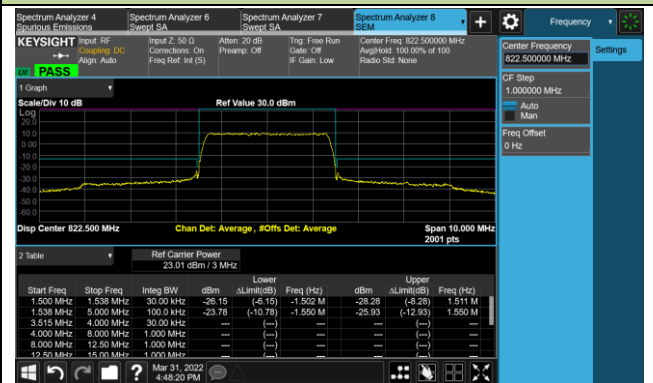 Spectrum Analyzer 4 Spectrum Analyzer 6 Spectrum Analyzer 7 Spectrum Analyzer 8 Frequency
Spurious Emissions Swept SA Swept SA SEM
KEYSIGHT Input: RF Input Z: 50 Ω Atten: 20 dB Trig: Free Run Center Freq: 822.500000 MHz
Coupling: DC Corrections: On Preamp: Off Gate: Off Avg|Hold: 100.00% of 100
Align: Auto Freq Ref: Int (S) IF Gain: Low Radio Std: None
PASS
Center Frequency
822.500000 MHz
Settings
CF Step
1.000000 MHz
Auto
Man
Freq Offset
0 Hz
1 Graph
Scale/Div 10 dB Ref Value 30.0 dBm
Log
20.0
10.0
0.00
-10.0
-20.0
-30.0
-40.0
-50.0
-60.0
Disp Center 822.500 MHz Chan Det: Average, #Offs Det: Average Span 10.000 MHz
2001 pts
2 Table Ref Carrier Power
23.01 dBm / 3 MHz
Lower Upper
Start Freq Stop Freq Integ BW dBm ΔLimit(dB) Freq (Hz) dBm ΔLimit(dB) Freq (Hz)
1.500 MHz 1.538 MHz 30.00 kHz -26.15 (-6.15) -1.502 M -28.28 (-8.28) 1.511 M
1.538 MHz 5.000 MHz 100.0 kHz -23.78 (-10.78) -1.550 M -25.93 (-12.93) 1.550 M
3.515 MHz 4.000 MHz 30.00 kHz --- (---) --- --- (---) ---
4.000 MHz 8.000 MHz 1.000 MHz --- (---) --- --- (---) ---
8.000 MHz 12.50 MHz 1.000 MHz --- (---) --- --- (---) ---
12.50 MHz 15.00 MHz 1.000 MHz --- (---) --- --- (---) ---
Mar 31, 2022
4:48:20 PM